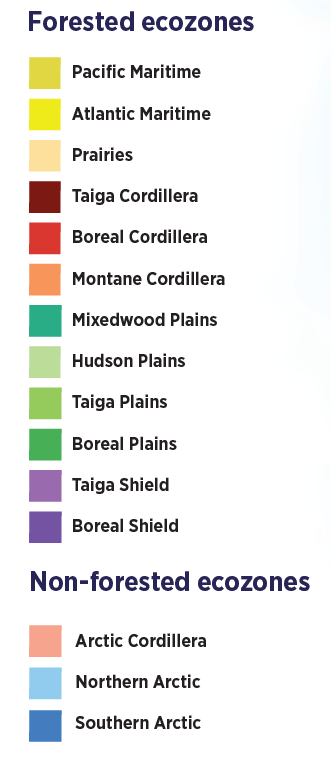 Forested ecozones
Pacific Maritime
Atlantic Maritime
Prairies
Taiga Cordillera
Boreal Cordillera
Montane Cordillera
Mixedwood Plains
Hudson Plains
Taiga Plains
Boreal Plains
Taiga Shield
Boreal Shield
Non-forested ecozones
Arctic Cordillera
Northern Arctic
Southern Arctic